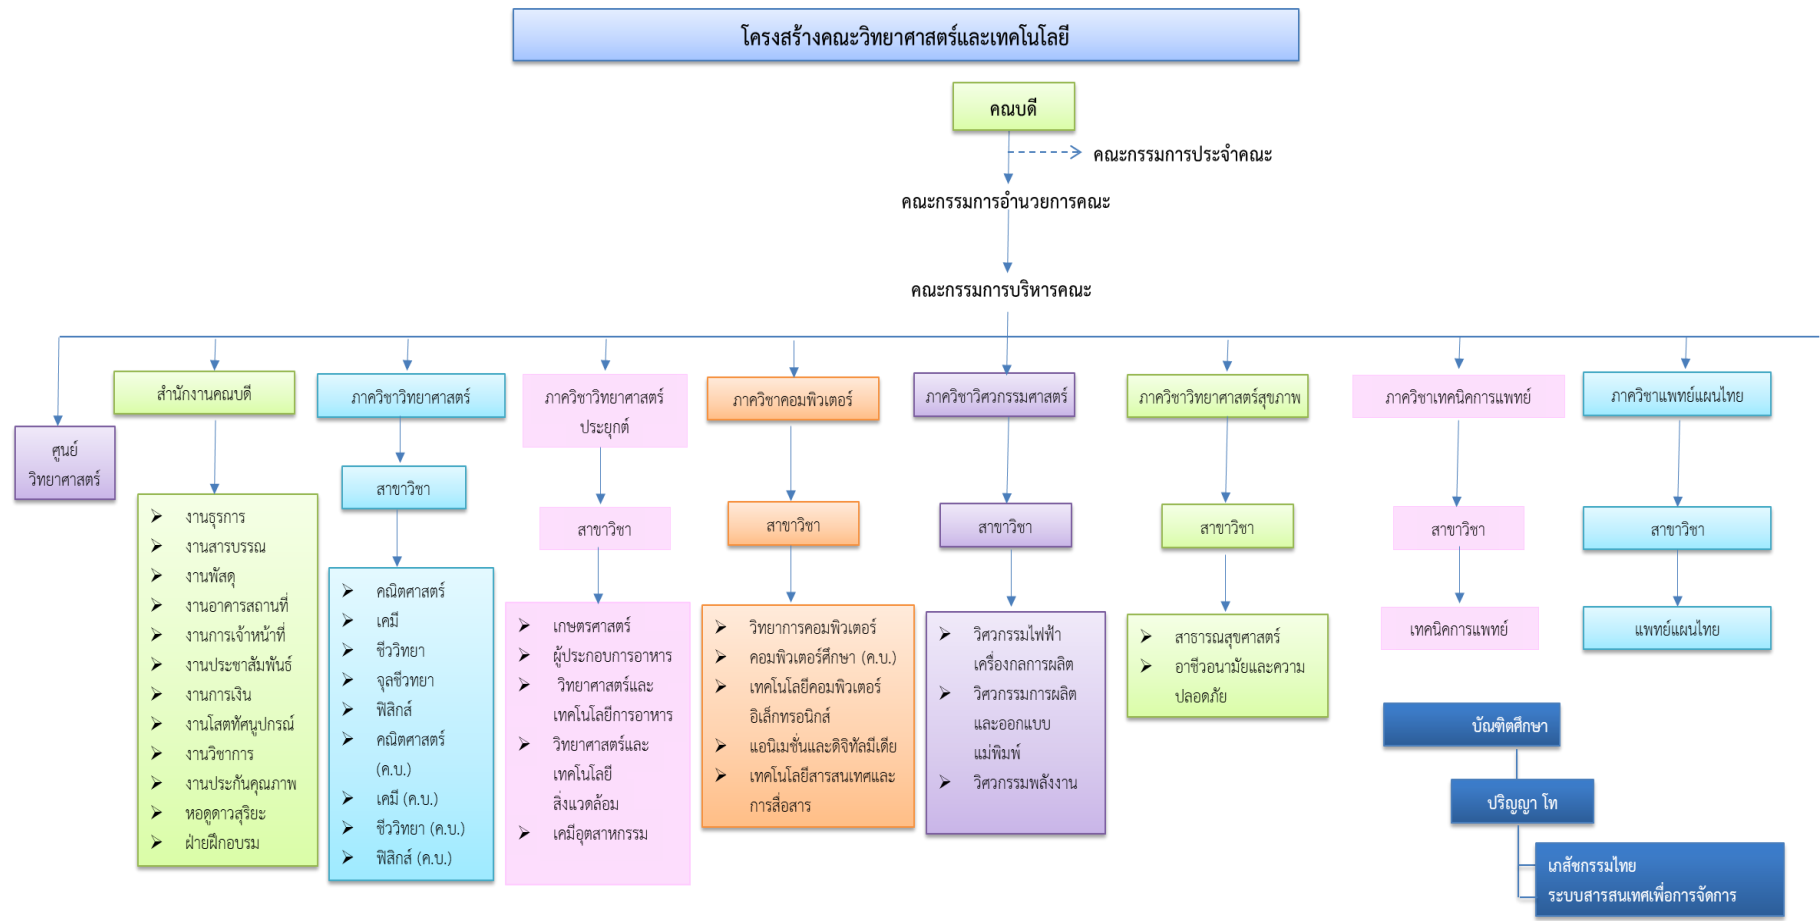 โครงสร้างคณะวิทยาศาสตร์และเทคโนโลยี
คณบดี
คณะกรรมการประจำคณะ
คณะกรรมการอำนวยการคณะ
คณะกรรมการบริหารคณะ
ศูนย์
วิทยาศาสตร์
สำนักงานคณบดี
งานธุรการ
งานสารบรรณ
งานพัสดุ
งานอาคารสถานที่
งานการเจ้าหน้าที่
งานประชาสัมพันธ์
งานการเงิน
งานโสตทัศนูปกรณ์
งานวิชาการ
งานประกันคุณภาพ
หอดูดาวสุริยะ
ฝ่ายฝึกอบรม
ภาควิชาวิทยาศาสตร์
สาขาวิชา
คณิตศาสตร์
เคมี
ชีววิทยา
จุลชีวทยา
ฟิสิกส์
คณิตศาสตร์
(ค.บ.)
เคมี (ค.บ.)
ชีววิทยา (ค.บ.)
ฟิสิกส์ (ค.บ.)
ภาควิชาวิทยาศาสตร์
ประยุกต์
สาขาวิชา
เกษตรศาสตร์
ผู้ประกอบการอาหาร
วิทยาศาสตร์และ
เทคโนโลยีการอาหาร
วิทยาศาสตร์และ
เทคโนโลยี
สิ่งแวดล้อม
เคมีอุตสาหกรรม
ภาควิชาคอมพิวเตอร์
สาขาวิชา
วิทยาการคอมพิวเตอร์
คอมพิวเตอร์ศึกษา (ค.บ.)
เทคโนโลยีคอมพิวเตอร์
อิเล็กทรอนิกส์
แอนิเมชั่นและดิจิทัลมีเดีย
เทคโนโลยีสารสนเทศและ
การสื่อสาร
ภาควิชาวิศวกรรมศาสตร์
สาขาวิชา
วิศวกรรมไฟฟ้า
เครื่องกลการผลิต
วิศวกรรมการผลิต
และออกแบบ
แม่พิมพ์
วิศวกรรมพลังงาน
ภาควิชาวิทยาศาสตร์สุขภาพ
สาขาวิชา
สาธารณสุขศาสตร์
อาชีวอนามัยและความ
ปลอดภัย
ภาควิชาเทคนิคการแพทย์
สาขาวิชา
เทคนิคการแพทย์
ภาควิชาแพทย์แผนไทย
สาขาวิชา
แพทย์แผนไทย
บัณฑิตศึกษา
ปริญญา โท
เภสัชกรรมไทย
ระบบสารสนเทศเพื่อการจัดการ